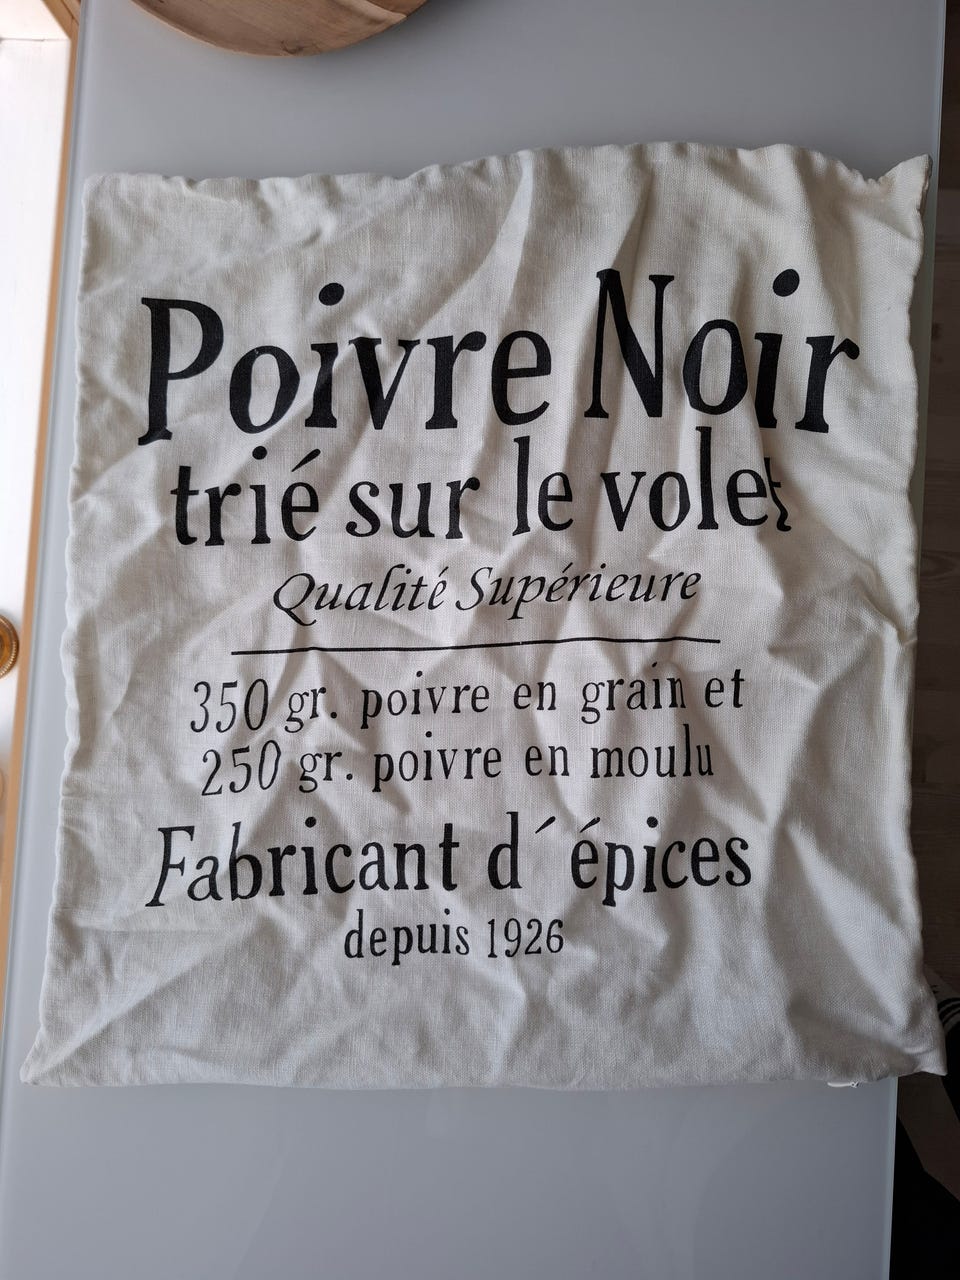 Poivre Noir
trié sur le volet
Qualité Supérieure
350 gr. poivre en grain et
250 gr. poivre en moulu
Fabricant d´épices
depuis 1926